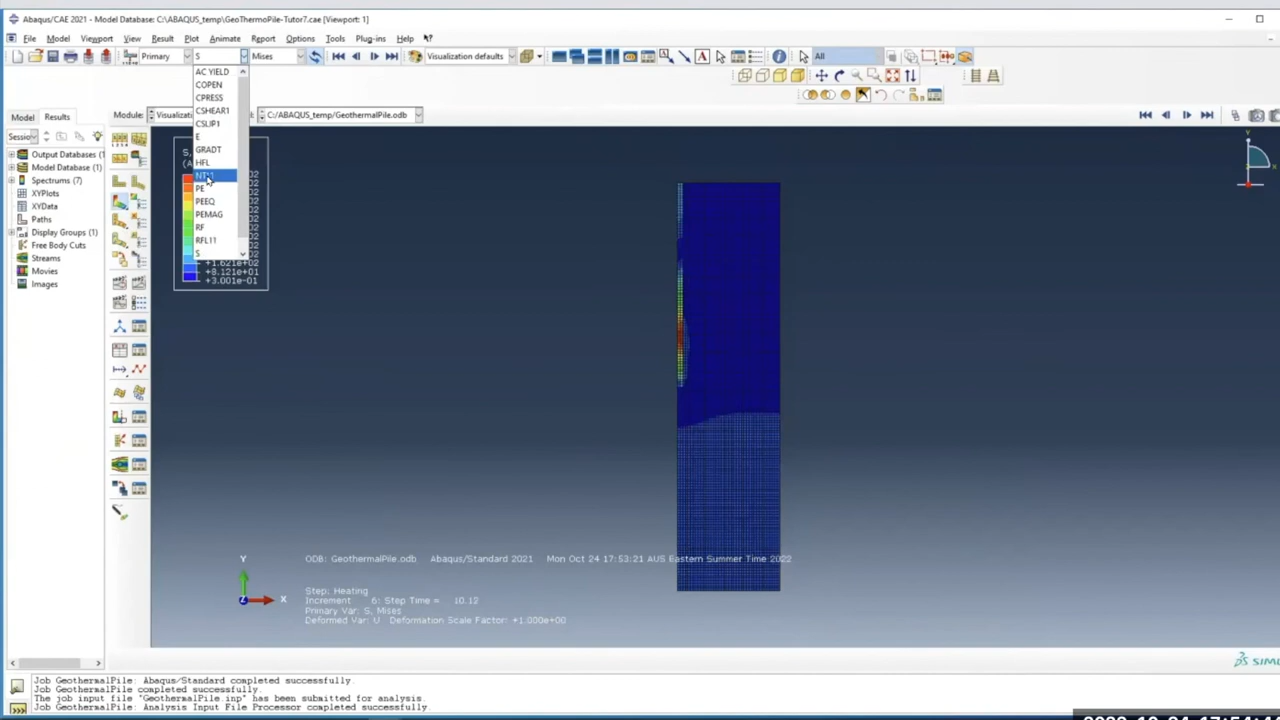 Abaqus/CAE 2021 - Model Database: C:\ABAQUS_temp\GeoThermoPile-Tutor7.cae [Viewport: 1]
File Model Viewport View Result Plot Animate Report Options Tools Plug-ins Help
Primary S Mises Visualization defaults All
AC YIELD
COPEN
CPRESS
CSHEAR1
CSLIP1
E
GRADT
HFL
NT11
PE
PEEQ
PEMAG
RF
RFL11
S
Model Results Module: C:/ABAQUS_temp/GeothermalPile.odb
Output Databases (1)
Model Database (1)
Spectrums (7)
XYPlots
XYData
Paths
Display Groups (1)
Free Body Cuts
Streams
Movies
Images
+1.621e+02
+8.121e+01
+3.001e-01
Y
X
Z
ODB: GeothermalPile.odb Abaqus/Standard 2021 Mon Oct 24 17:53:21 AUS Eastern Summer Time 2022
Step: Heating
Increment 6: Step Time = 10.12
Primary Var: S, Mises
Deformed Var: U Deformation Scale Factor: +1.000e+00
Job GeothermalPile: Abaqus/Standard completed successfully.
Job GeothermalPile completed successfully.
The job input file "GeothermalPile.inp" has been submitted for analysis.
Job GeothermalPile: Analysis Input File Processor completed successfully.